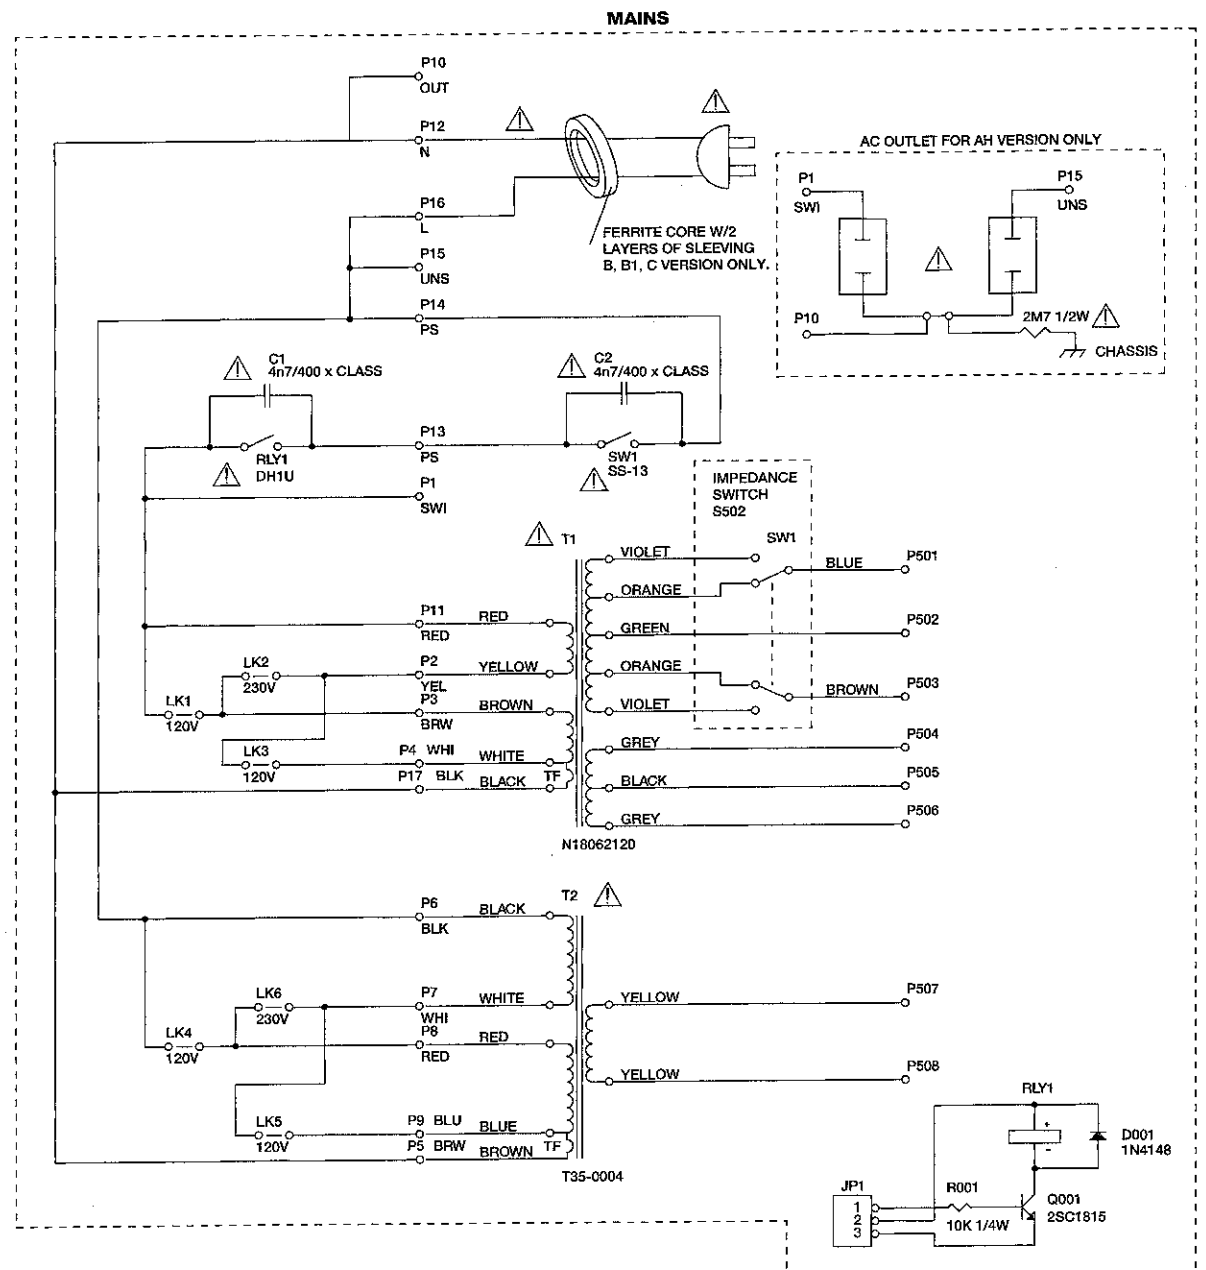 MAINS
P10
OUT
P12
N
AC OUTLET FOR AH VERSION ONLY
P1
SWI
P15
UNS
P16
L
FERRITE CORE W/2
LAYERS OF SLEEVING
B, B1, C VERSION ONLY.
P15
UNS
P14
PS
P10
2M7 1/2W
CHASSIS
C1
4n7/400 x CLASS
C2
4n7/400 x CLASS
P13
PS
RLY1
DH1U
SW1
SS-13
P1
SWI
IMPEDANCE
SWITCH
S502
SW1
T1
VIOLET
BLUE
P501
ORANGE
P11
RED
RED
GREEN
P502
LK2
230V
P2
YEL
YELLOW
ORANGE
P3
BRW
BROWN
BROWN
P503
LK1
120V
VIOLET
LK3
120V
P4 WHI
WHITE
GREY
P504
P17 BLK
BLACK
TF
BLACK
P505
GREY
P506
N18062120
T2
P6
BLK
BLACK
LK6
230V
P7
WHI
WHITE
YELLOW
P507
LK4
120V
P8
RED
RED
YELLOW
P508
LK5
120V
P9 BLU
BLUE
P5 BRW
BROWN
TF
T35-0004
RLY1
+
-
D001
1N4148
JP1
1
2
3
R001
10K 1/4W
Q001
2SC1815